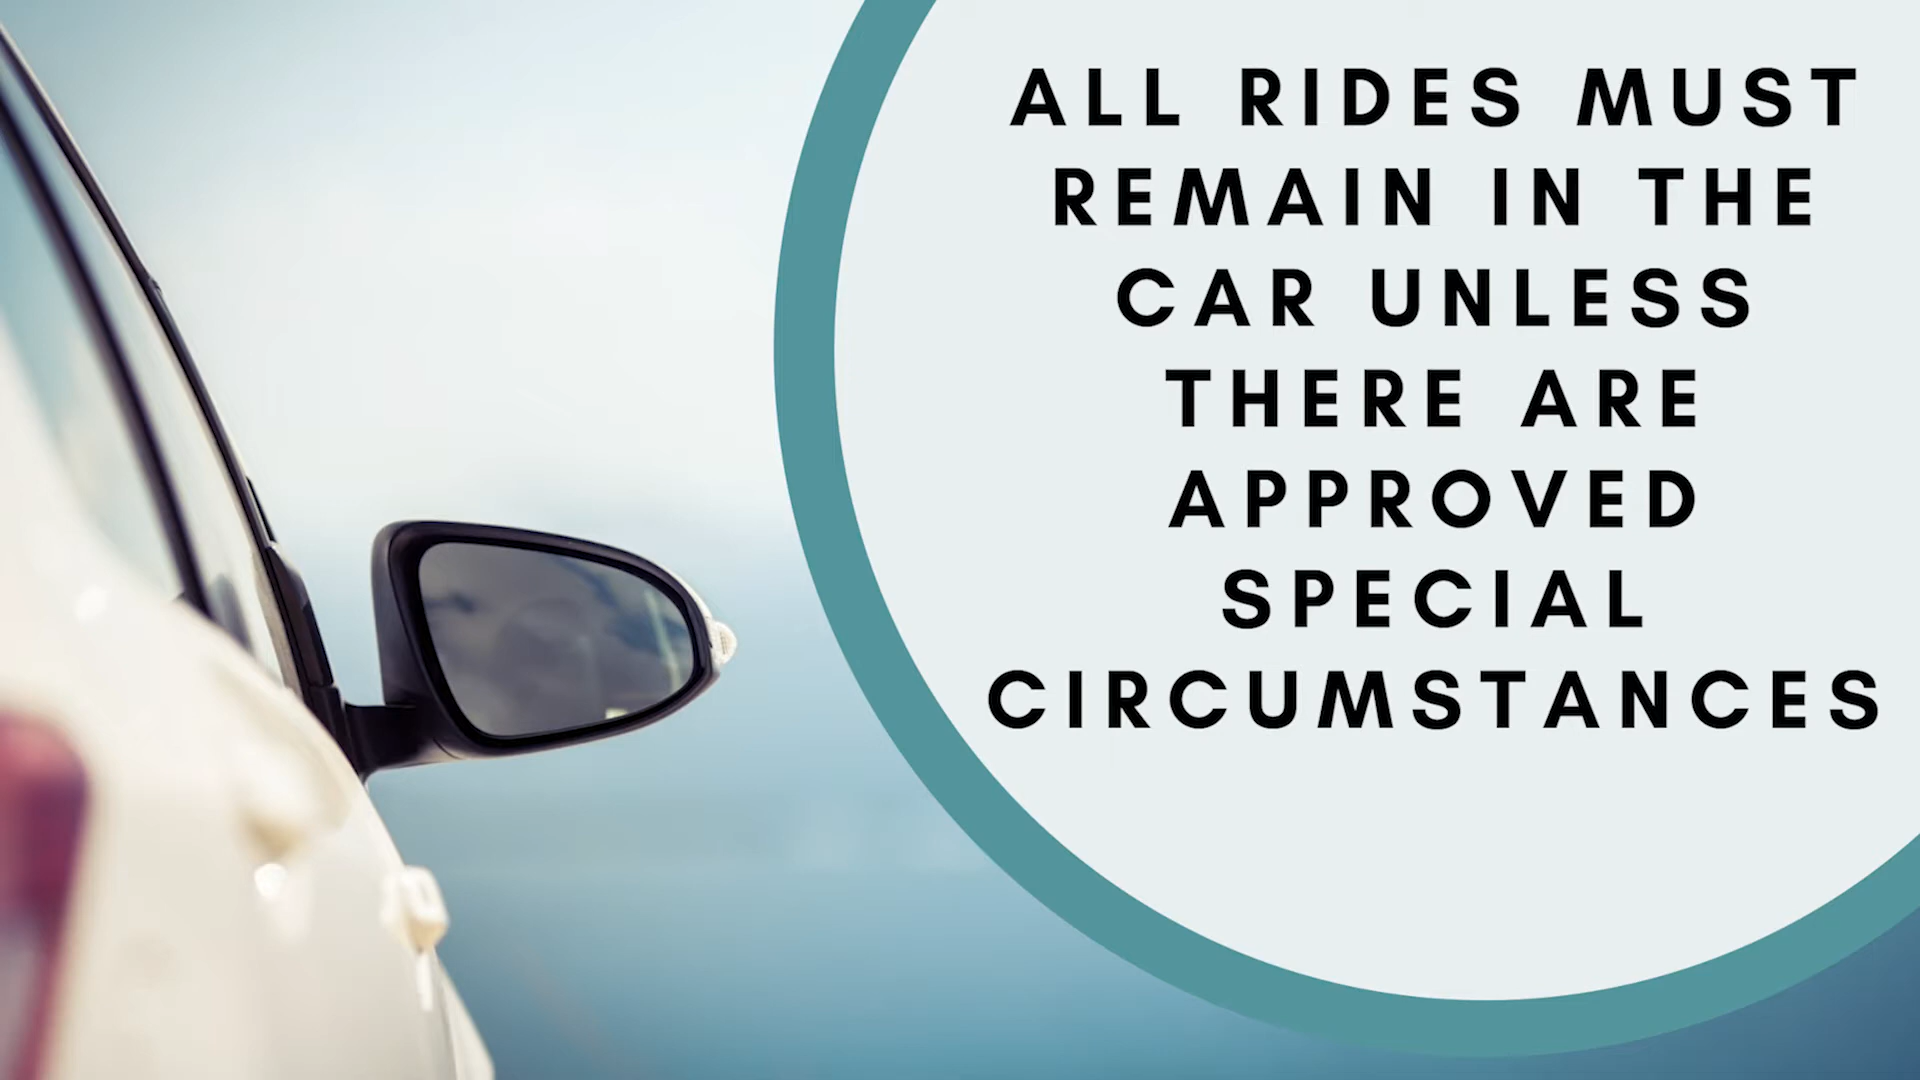 ALL RIDES MUST
REMAIN IN THE
CAR UNLESS
THERE ARE
APPROVED
SPECIAL
CIRCUMSTANCES